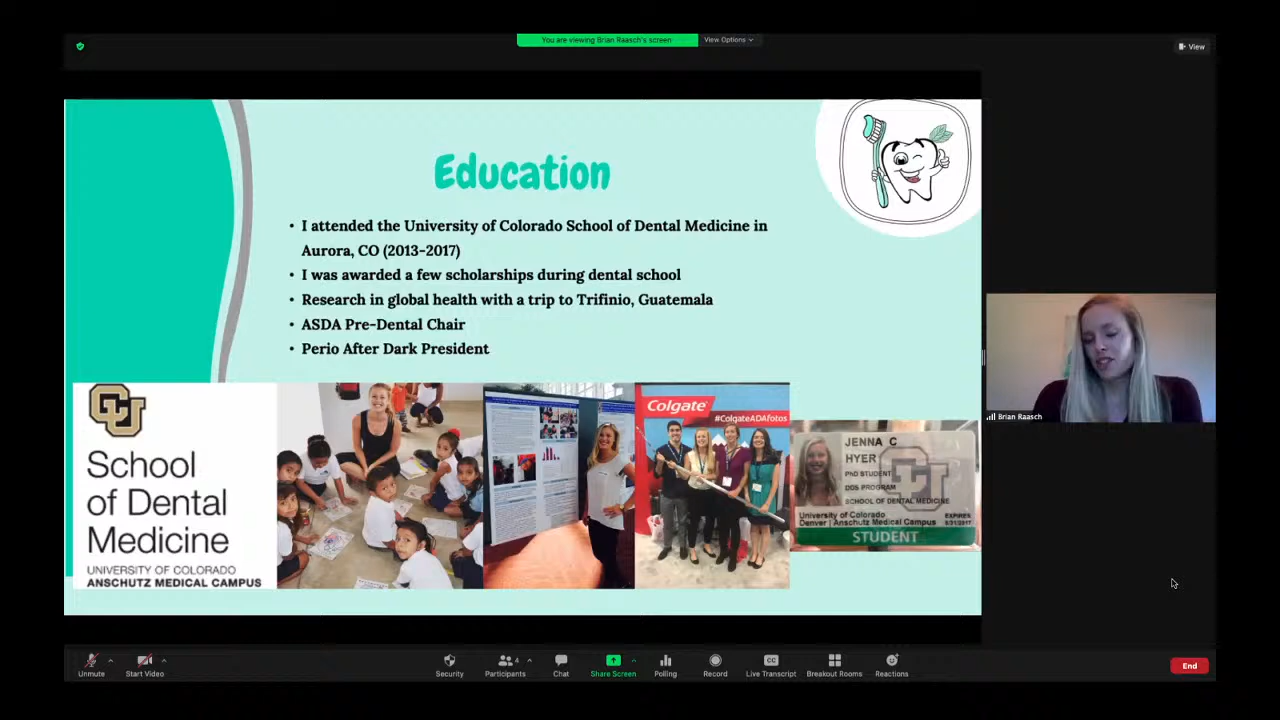 You are viewing Brian Raasch's screen
View Options
View
Education
• I attended the University of Colorado School of Dental Medicine in
Aurora, CO (2013-2017)
• I was awarded a few scholarships during dental school
• Research in global health with a trip to Trifinio, Guatemala
• ASDA Pre-Dental Chair
• Perio After Dark President
CU
School
of Dental
Medicine
UNIVERSITY OF COLORADO
ANSCHUTZ MEDICAL CAMPUS
Colgate
#ColgateADAfotos
JENNA C
HYER
PhD STUDENT
DDS PROGRAM
SCHOOL OF DENTAL MEDICINE
University of Colorado
Denver | Anschutz Medical Campus
EXPIRES
STUDENT
Brian Raasch
Unmute
Start Video
Security
Participants
4
Chat
Share Screen
Polling
Record
CC
Live Transcript
Breakout Rooms
Reactions
End